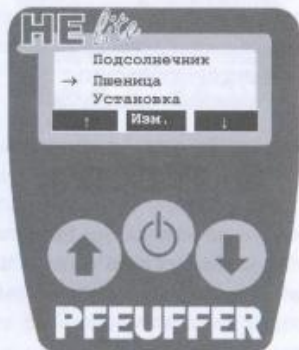 HE lite
Подсолнечник
→ Пшеница
Установка
↑ Изм. ↓
PFEUFFER